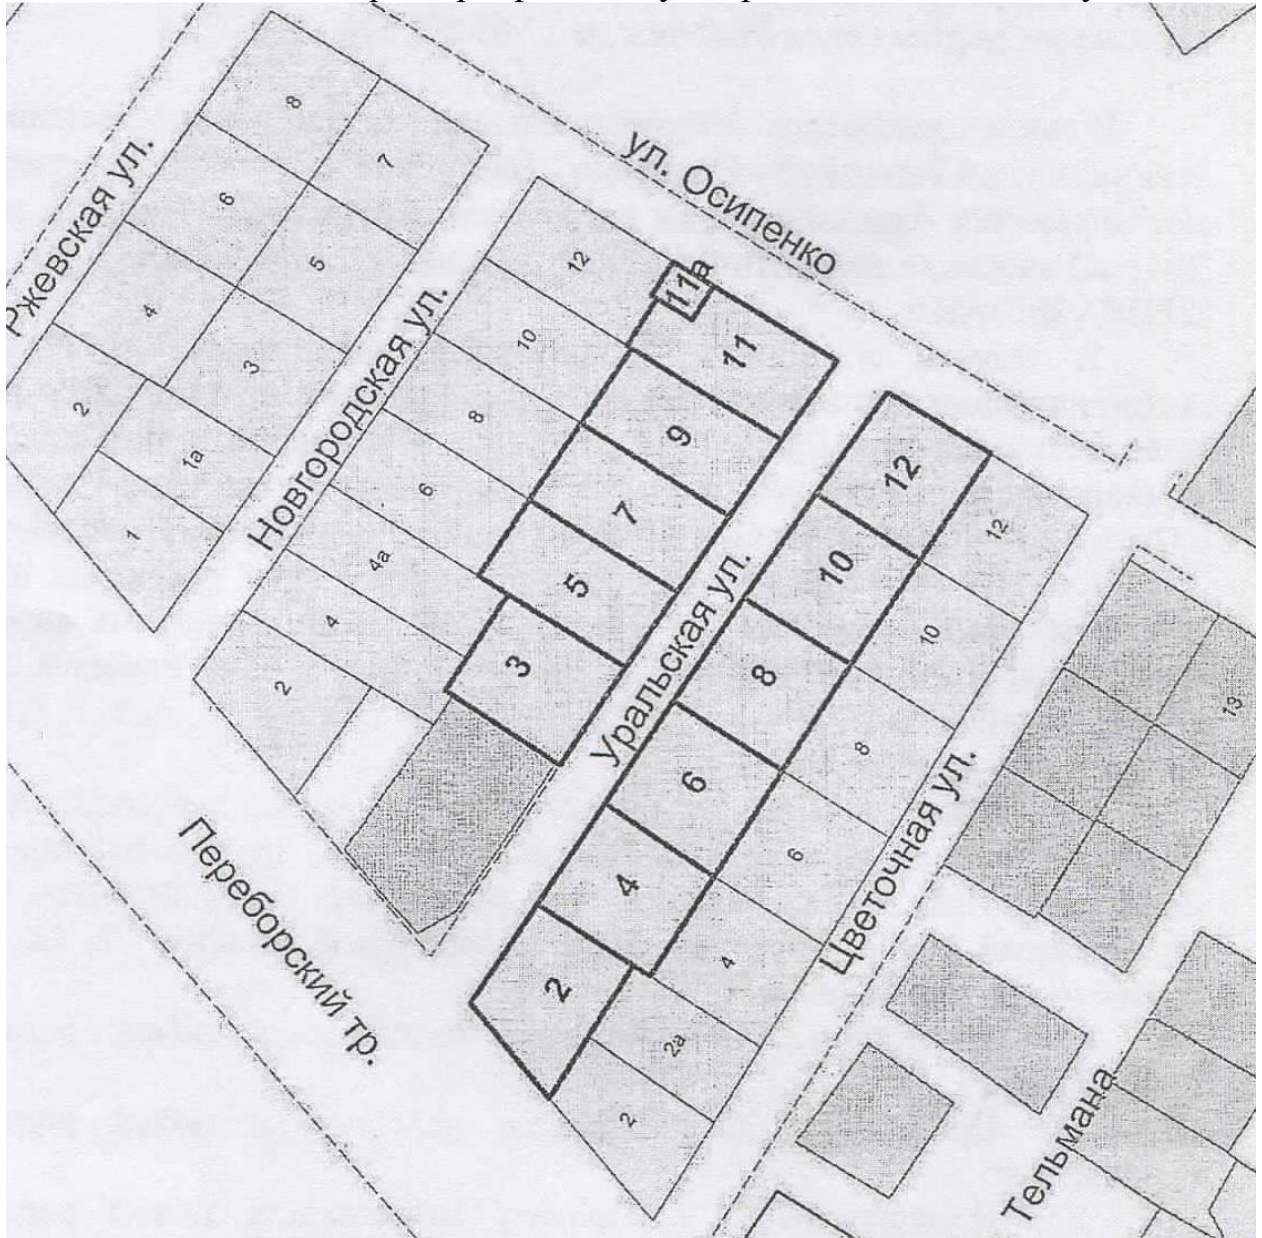 Ржевская ул.
8
7
6
5
4
3
2
1а
1
ул. Осипенко
Новгородская ул.
12
10
8
6
4а
4
2
11а
11
9
7
5
3
Уральская ул.
12
10
8
6
4
2
12
10
8
6
4
2а
2
Переборский тр.
Цветочная ул.
13
Тельмана